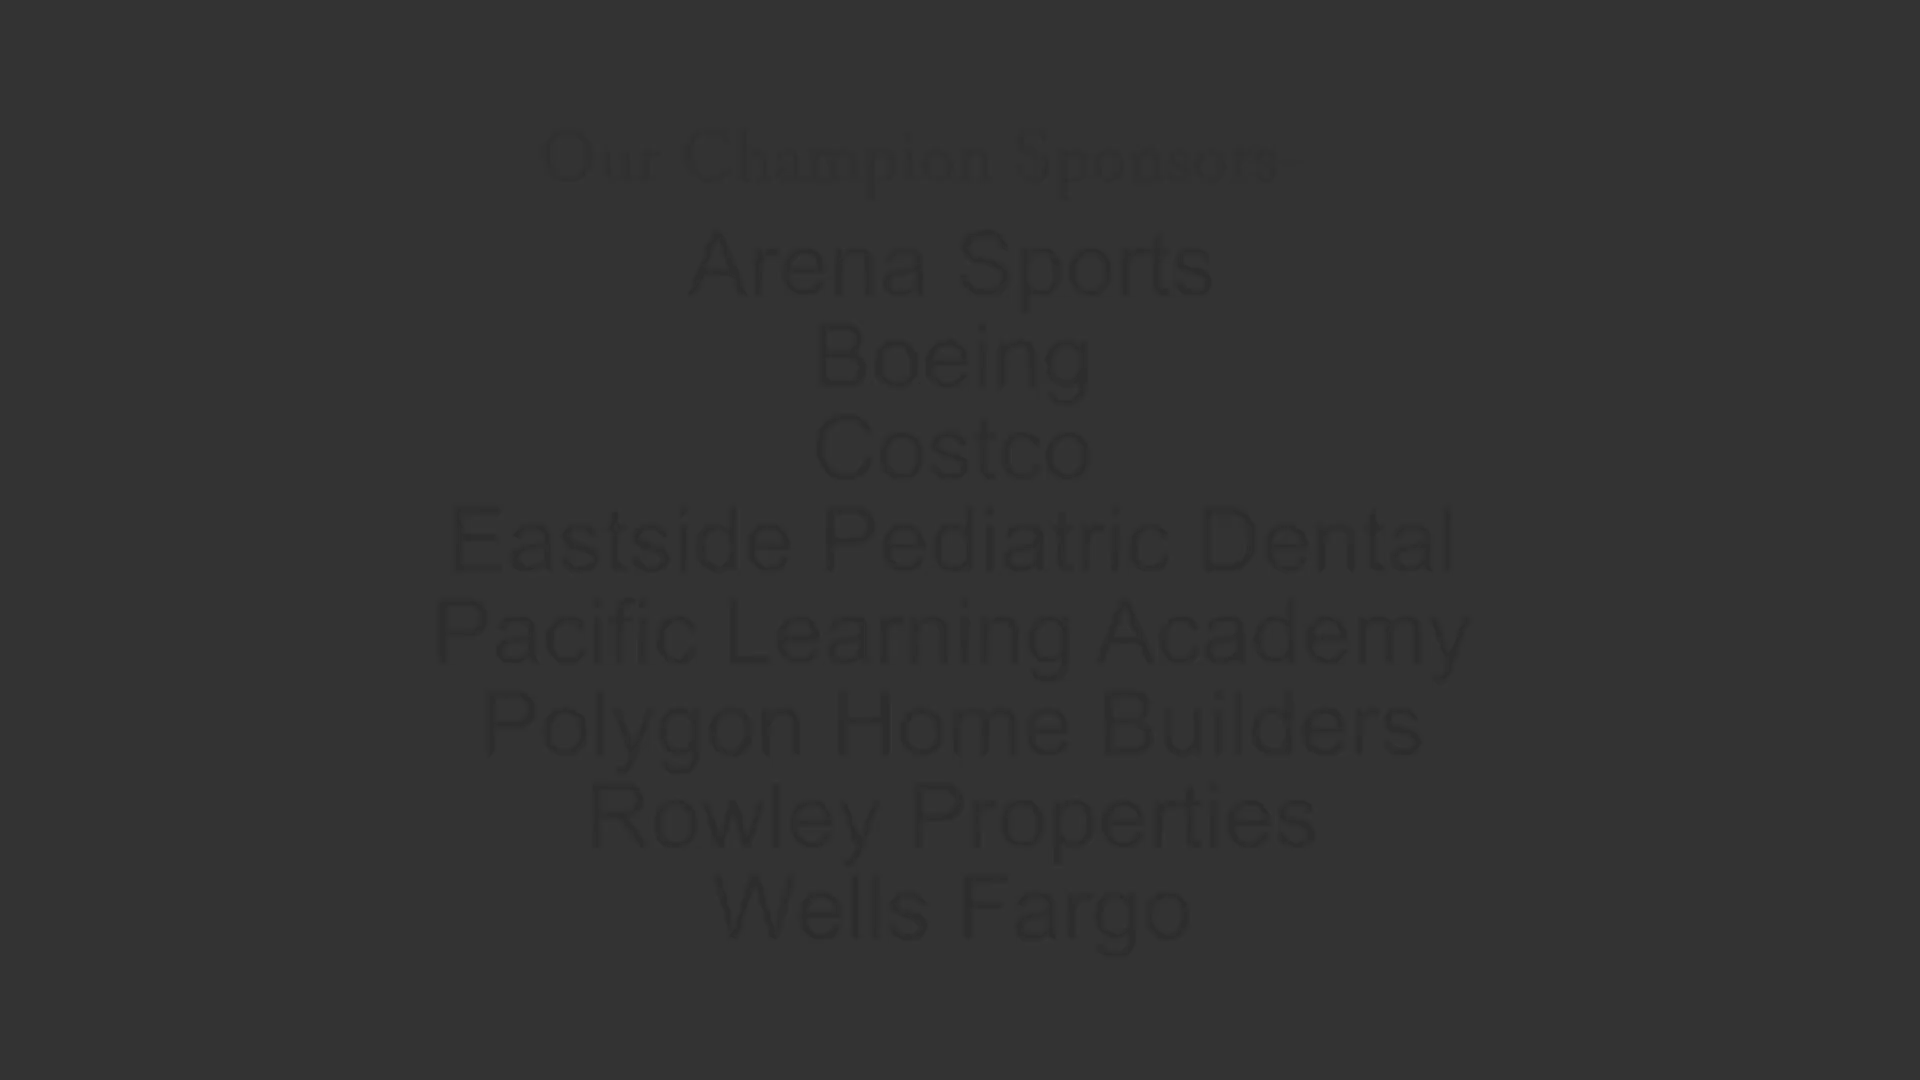 Our Champion Sponsors-
Arena Sports
Boeing
Costco
Eastside Pediatric Dental
Pacific Learning Academy
Polygon Home Builders
Rowley Properties
Wells Fargo